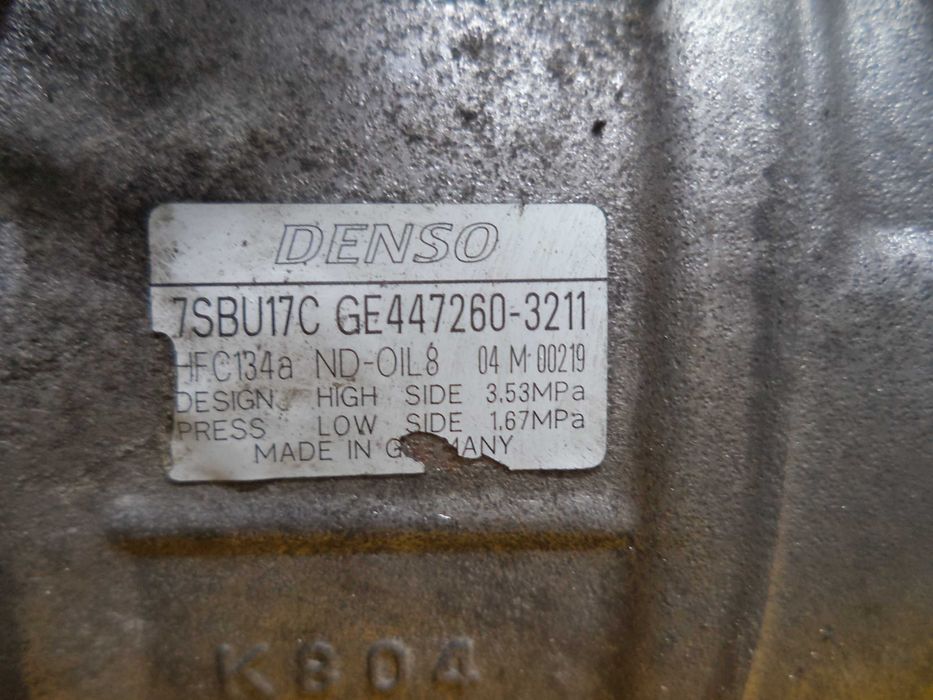 DENSO
7SBU17C GE447260-3211
HFC134a ND-OIL8 04 M 00219
DESIGN HIGH SIDE 3.53MPa
PRESS LOW SIDE 1.67MPa
MADE IN GERMANY
K804